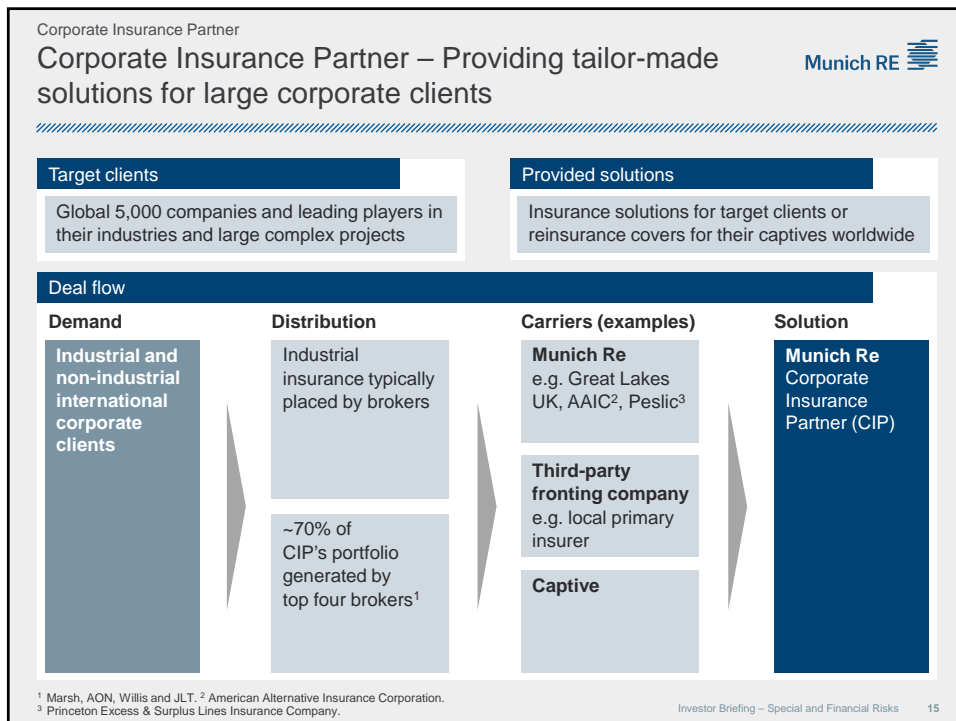 Corporate Insurance Partner
Corporate Insurance Partner – Providing tailor-made
solutions for large corporate clients
Munich RE
Target clients
Global 5,000 companies and leading players in
their industries and large complex projects
Provided solutions
Insurance solutions for target clients or
reinsurance covers for their captives worldwide
Deal flow
Demand
Industrial and
non-industrial
international
corporate
clients
Distribution
Industrial
insurance typically
placed by brokers
~70% of
CIP’s portfolio
generated by
top four brokers¹
Carriers (examples)
Munich Re
e.g. Great Lakes
UK, AAIC², Peslic³
Third-party
fronting company
e.g. local primary
insurer
Captive
Solution
Munich Re
Corporate
Insurance
Partner (CIP)
¹ Marsh, AON, Willis and JLT. ² American Alternative Insurance Corporation.
³ Princeton Excess & Surplus Lines Insurance Company.
Investor Briefing – Special and Financial Risks 15